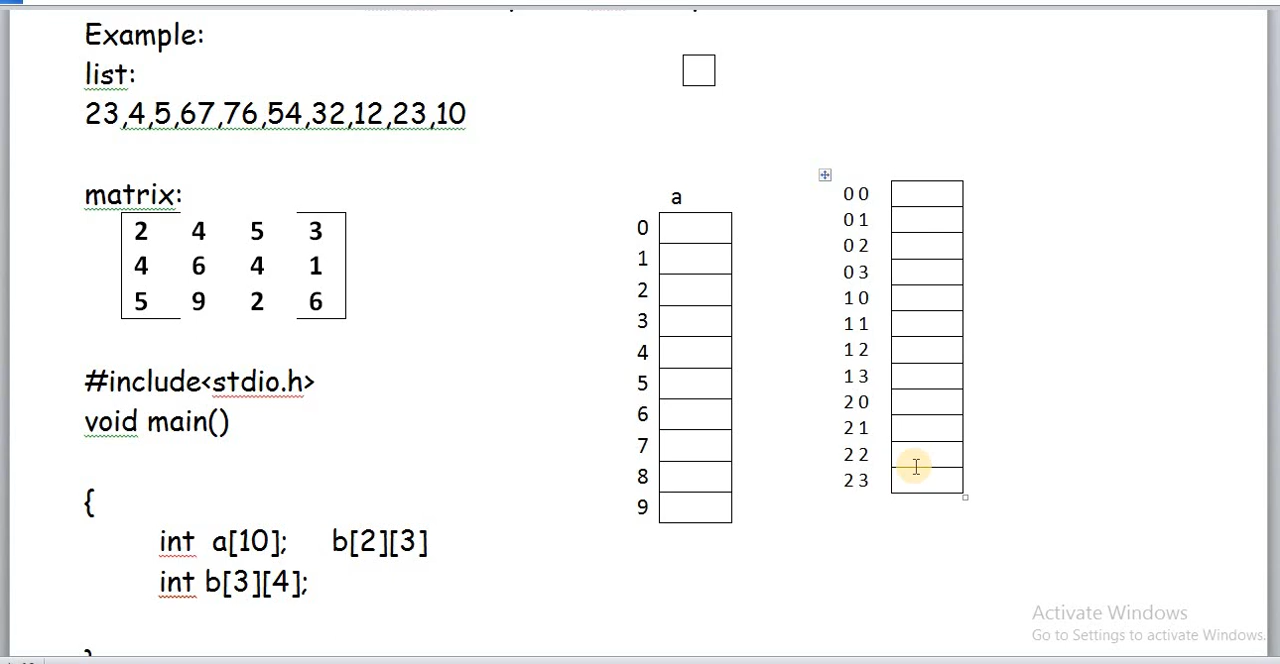 Example:
list:
23,4,5,67,76,54,32,12,23,10
matrix:
2 4 5 3
4 6 4 1
5 9 2 6
#include<stdio.h>
void main()
{
int a[10]; b[2][3]
int b[3][4];
a
0
1
2
3
4
5
6
7
8
9
0 0
0 1
0 2
0 3
1 0
1 1
1 2
1 3
2 0
2 1
2 2
2 3
Activate Windows
Go to Settings to activate Windows.